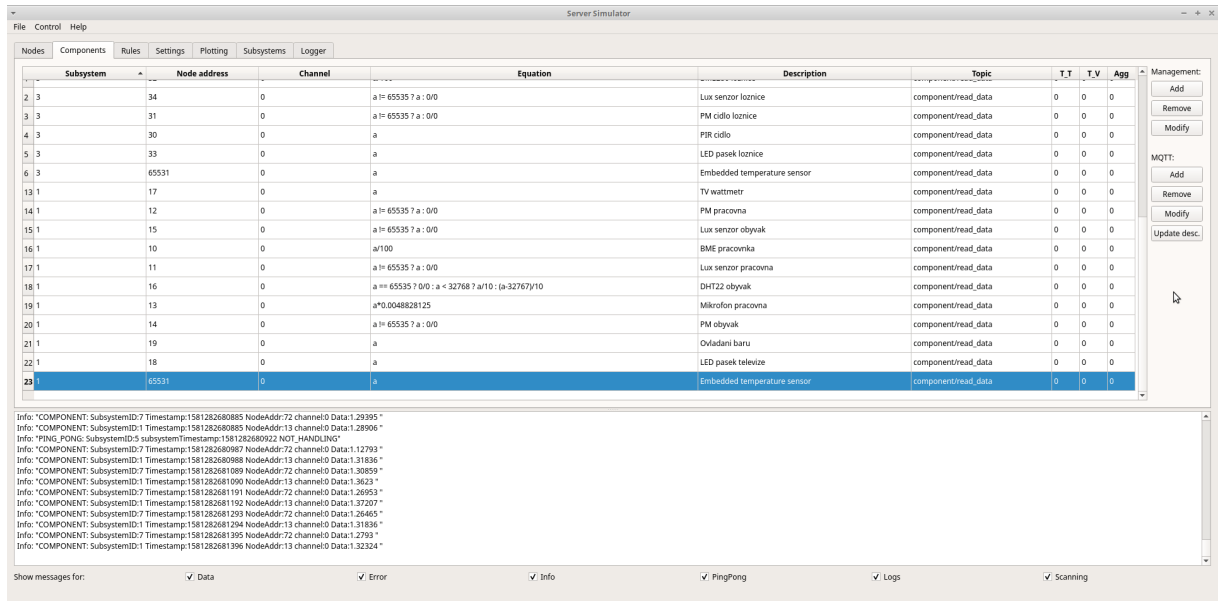 Server Simulator
File Control Help
Nodes Components Rules Settings Plotting Subsystems Logger
Subsystem Node address Channel Equation Description Topic T_T T_V Agg Management:
2 3 34 0 a != 65535 ? a : 0/0 Lux senzor loznice component/read_data 0 0 0 Add
3 3 31 0 a != 65535 ? a : 0/0 PM cidlo loznice component/read_data 0 0 0 Remove
4 3 30 0 a PIR cidlo component/read_data 0 0 0 Modify
5 3 33 0 a LED pasek loznice component/read_data 0 0 0 MQTT:
6 3 65531 0 a Embedded temperature sensor component/read_data 0 0 0 Add
13 1 17 0 a TV wattmetr component/read_data 0 0 0 Remove
14 1 12 0 a != 65535 ? a : 0/0 PM pracovna component/read_data 0 0 0 Modify
15 1 15 0 a != 65535 ? a : 0/0 Lux senzor obyvak component/read_data 0 0 0 Update desc.
16 1 10 0 a/100 BME pracovnka component/read_data 0 0 0
17 1 11 0 a != 65535 ? a : 0/0 Lux senzor pracovna component/read_data 0 0 0
18 1 16 0 a == 65535 ? 0/0 : a < 32768 ? a/10 : (a-32767)/10 DHT22 obyvak component/read_data 0 0 0
19 1 13 0 a*0.0048828125 Mikrofon pracovna component/read_data 0 0 0
20 1 14 0 a != 65535 ? a : 0/0 PM obyvak component/read_data 0 0 0
21 1 19 0 a Ovladani baru component/read_data 0 0 0
22 1 18 0 a LED pasek televize component/read_data 0 0 0
23 1 65531 0 a Embedded temperature sensor component/read_data 0 0 0
Info: "COMPONENT: SubsystemID:7 Timestamp:1581282680885 NodeAddr:72 channel:0 Data:1.29395 "
Info: "COMPONENT: SubsystemID:1 Timestamp:1581282680885 NodeAddr:13 channel:0 Data:1.28906 "
Info: "PING_PONG: SubsystemID:5 subsystemTimestamp:1581282680922 NOT_HANDLING"
Info: "COMPONENT: SubsystemID:7 Timestamp:1581282680987 NodeAddr:72 channel:0 Data:1.12793 "
Info: "COMPONENT: SubsystemID:1 Timestamp:1581282680988 NodeAddr:13 channel:0 Data:1.31836 "
Info: "COMPONENT: SubsystemID:7 Timestamp:1581282681089 NodeAddr:72 channel:0 Data:1.30859 "
Info: "COMPONENT: SubsystemID:1 Timestamp:1581282681090 NodeAddr:13 channel:0 Data:1.3623 "
Info: "COMPONENT: SubsystemID:7 Timestamp:1581282681191 NodeAddr:72 channel:0 Data:1.26953 "
Info: "COMPONENT: SubsystemID:1 Timestamp:1581282681192 NodeAddr:13 channel:0 Data:1.37207 "
Info: "COMPONENT: SubsystemID:7 Timestamp:1581282681293 NodeAddr:72 channel:0 Data:1.26465 "
Info: "COMPONENT: SubsystemID:1 Timestamp:1581282681294 NodeAddr:13 channel:0 Data:1.31836 "
Info: "COMPONENT: SubsystemID:7 Timestamp:1581282681395 NodeAddr:72 channel:0 Data:1.2793 "
Info: "COMPONENT: SubsystemID:1 Timestamp:1581282681396 NodeAddr:13 channel:0 Data:1.32324 "
Show messages for: Data Error Info PingPong Logs Scanning